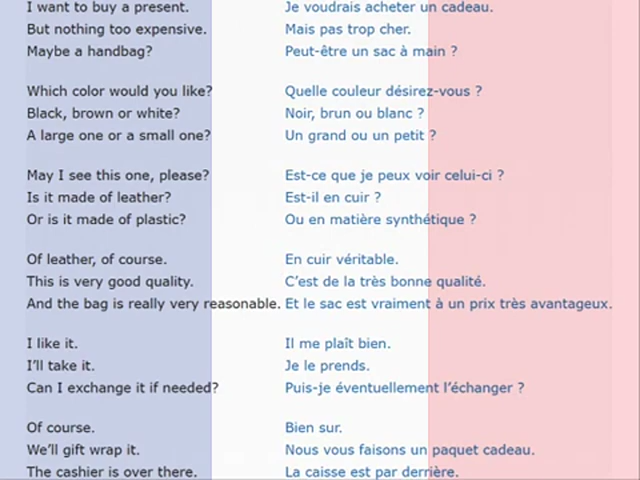 I want to buy a present. Je voudrais acheter un cadeau.
But nothing too expensive. Mais pas trop cher.
Maybe a handbag? Peut-être un sac à main ?
Which color would you like? Quelle couleur désirez-vous ?
Black, brown or white? Noir, brun ou blanc ?
A large one or a small one? Un grand ou un petit ?
May I see this one, please? Est-ce que je peux voir celui-ci ?
Is it made of leather? Est-il en cuir ?
Or is it made of plastic? Ou en matière synthétique ?
Of leather, of course. En cuir véritable.
This is very good quality. C’est de la très bonne qualité.
And the bag is really very reasonable. Et le sac est vraiment à un prix très avantageux.
I like it. Il me plaît bien.
I’ll take it. Je le prends.
Can I exchange it if needed? Puis-je éventuellement l’échanger ?
Of course. Bien sur.
We’ll gift wrap it. Nous vous faisons un paquet cadeau.
The cashier is over there. La caisse est par derrière.